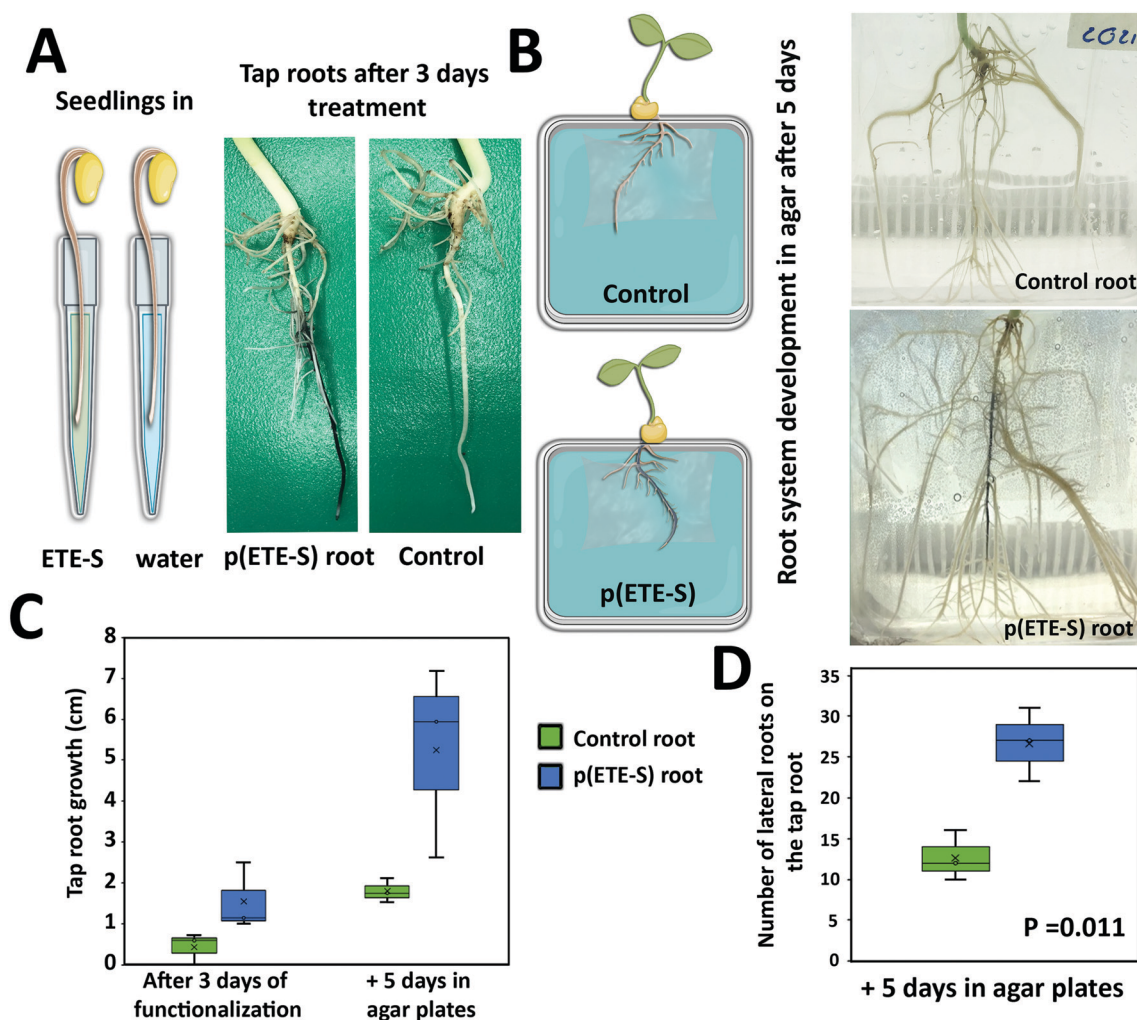 A
Seedlings in
Tap roots after 3 days
treatment
ETE-S
water
p(ETE-S) root
Control
B
Control
p(ETE-S)
Root system development in agar after 5 days
2021
Control root
p(ETE-S) root
C
Tap root growth (cm)
8
7
6
5
4
3
2
1
0
After 3 days of
functionalization
+ 5 days in
agar plates
Control root
p(ETE-S) root
D
Number of lateral roots on
the tap root
35
30
25
20
15
10
5
0
P =0.011
+ 5 days in agar plates